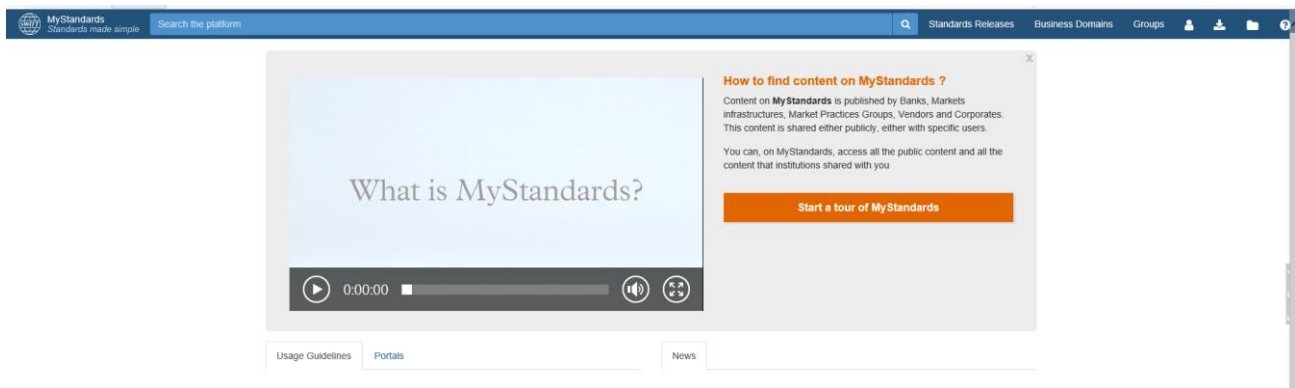 SWIFT
MyStandards
Standards made simple
Search the platform
Standards Releases
Business Domains
Groups
X
How to find content on MyStandards ?
Content on MyStandards is published by Banks, Markets
infrastructures, Market Practices Groups, Vendors and Corporates.
This content is shared either publicly, either with specific users.
You can, on MyStandards, access all the public content and all the
content that institutions shared with you
Start a tour of MyStandards
What is MyStandards?
0:00:00
Usage Guidelines
Portals
News